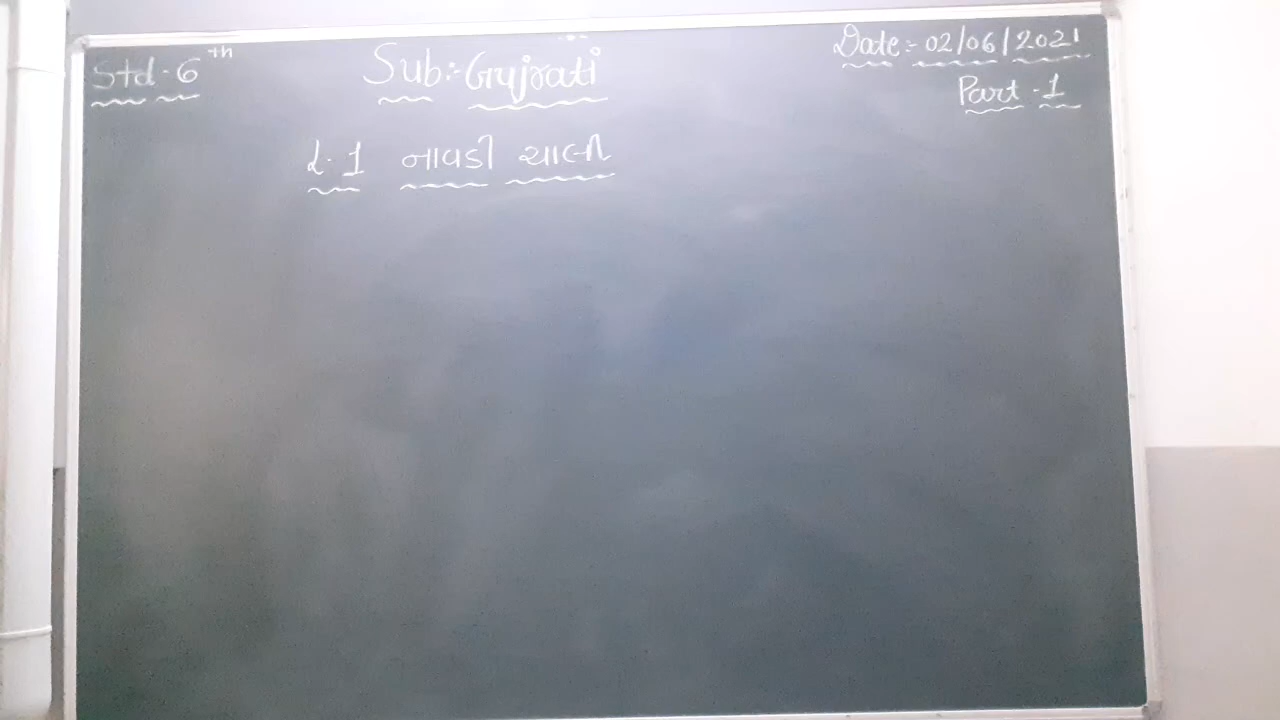 Std - 6th
Sub :- Gujrati
Date :- 02/06/2021
Part - 1
L. 1 નાવડી ચાલી